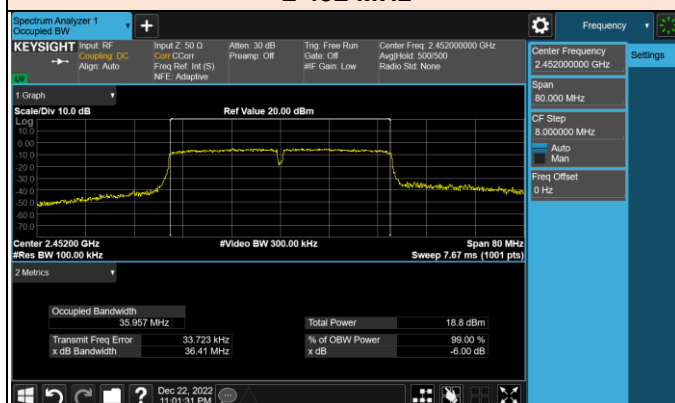 2 452 MHz
Spectrum Analyzer 1
Occupied BW
+
Frequency
KEYSIGHT
Input: RF
Coupling: DC
Align: Auto
Input Z: 50 Ω
Corr CCorr
Freq Ref: Int (S)
NFE: Adaptive
Atten: 30 dB
Preamp: Off
Trig: Free Run
Gate: Off
#IF Gain: Low
Center Freq: 2.452000000 GHz
Avg|Hold: 500/500
Radio Std: None
LXI
Center Frequency
2.452000000 GHz
Settings
Span
80.000 MHz
CF Step
8.000000 MHz
Auto
Man
Freq Offset
0 Hz
1 Graph
Scale/Div 10.0 dB
Ref Value 20.00 dBm
Log
10.0
0.00
-10.0
-20.0
-30.0
-40.0
-50.0
-60.0
-70.0
Center 2.45200 GHz
#Video BW 300.00 kHz
Span 80 MHz
#Res BW 100.00 kHz
Sweep 7.67 ms (1001 pts)
2 Metrics
Occupied Bandwidth
35.957 MHz
Total Power
18.8 dBm
Transmit Freq Error
33.723 kHz
% of OBW Power
99.00 %
x dB Bandwidth
36.41 MHz
x dB
-6.00 dB
?
Dec 22, 2022
11:01:31 PM